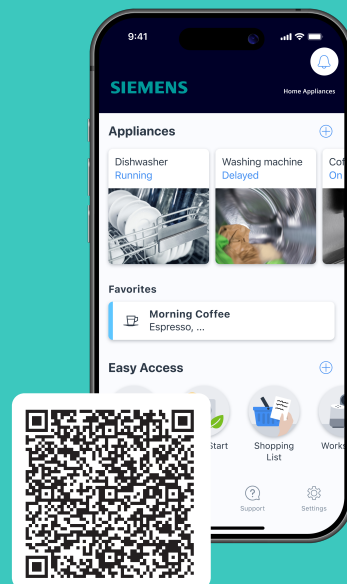 9:41
SIEMENS
Home Appliances
Appliances
Dishwasher
Running
Washing machine
Delayed
Cof
On
Favorites
Morning Coffee
Espresso, ...
Easy Access
Start
Shopping
List
Works
Support
Settings